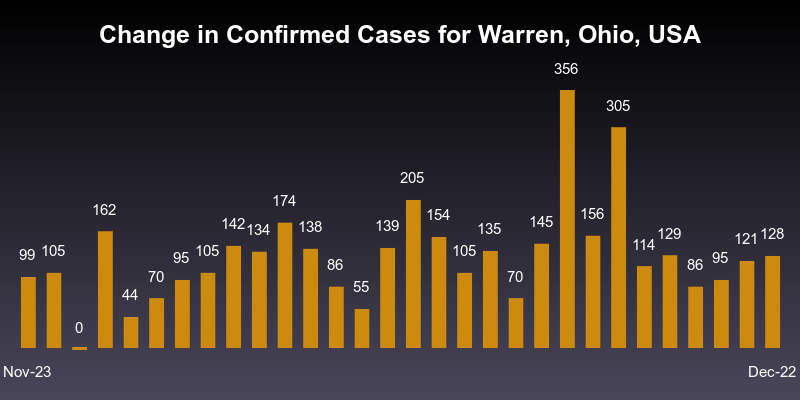 Change in Confirmed Cases for Warren, Ohio, USA
99 105 0 162 44 70 95 105 142 134 174 138 86 55 139 205 154 105 135 70 145 356 156 305 114 129 86 95 121 128
Nov-23 Dec-22